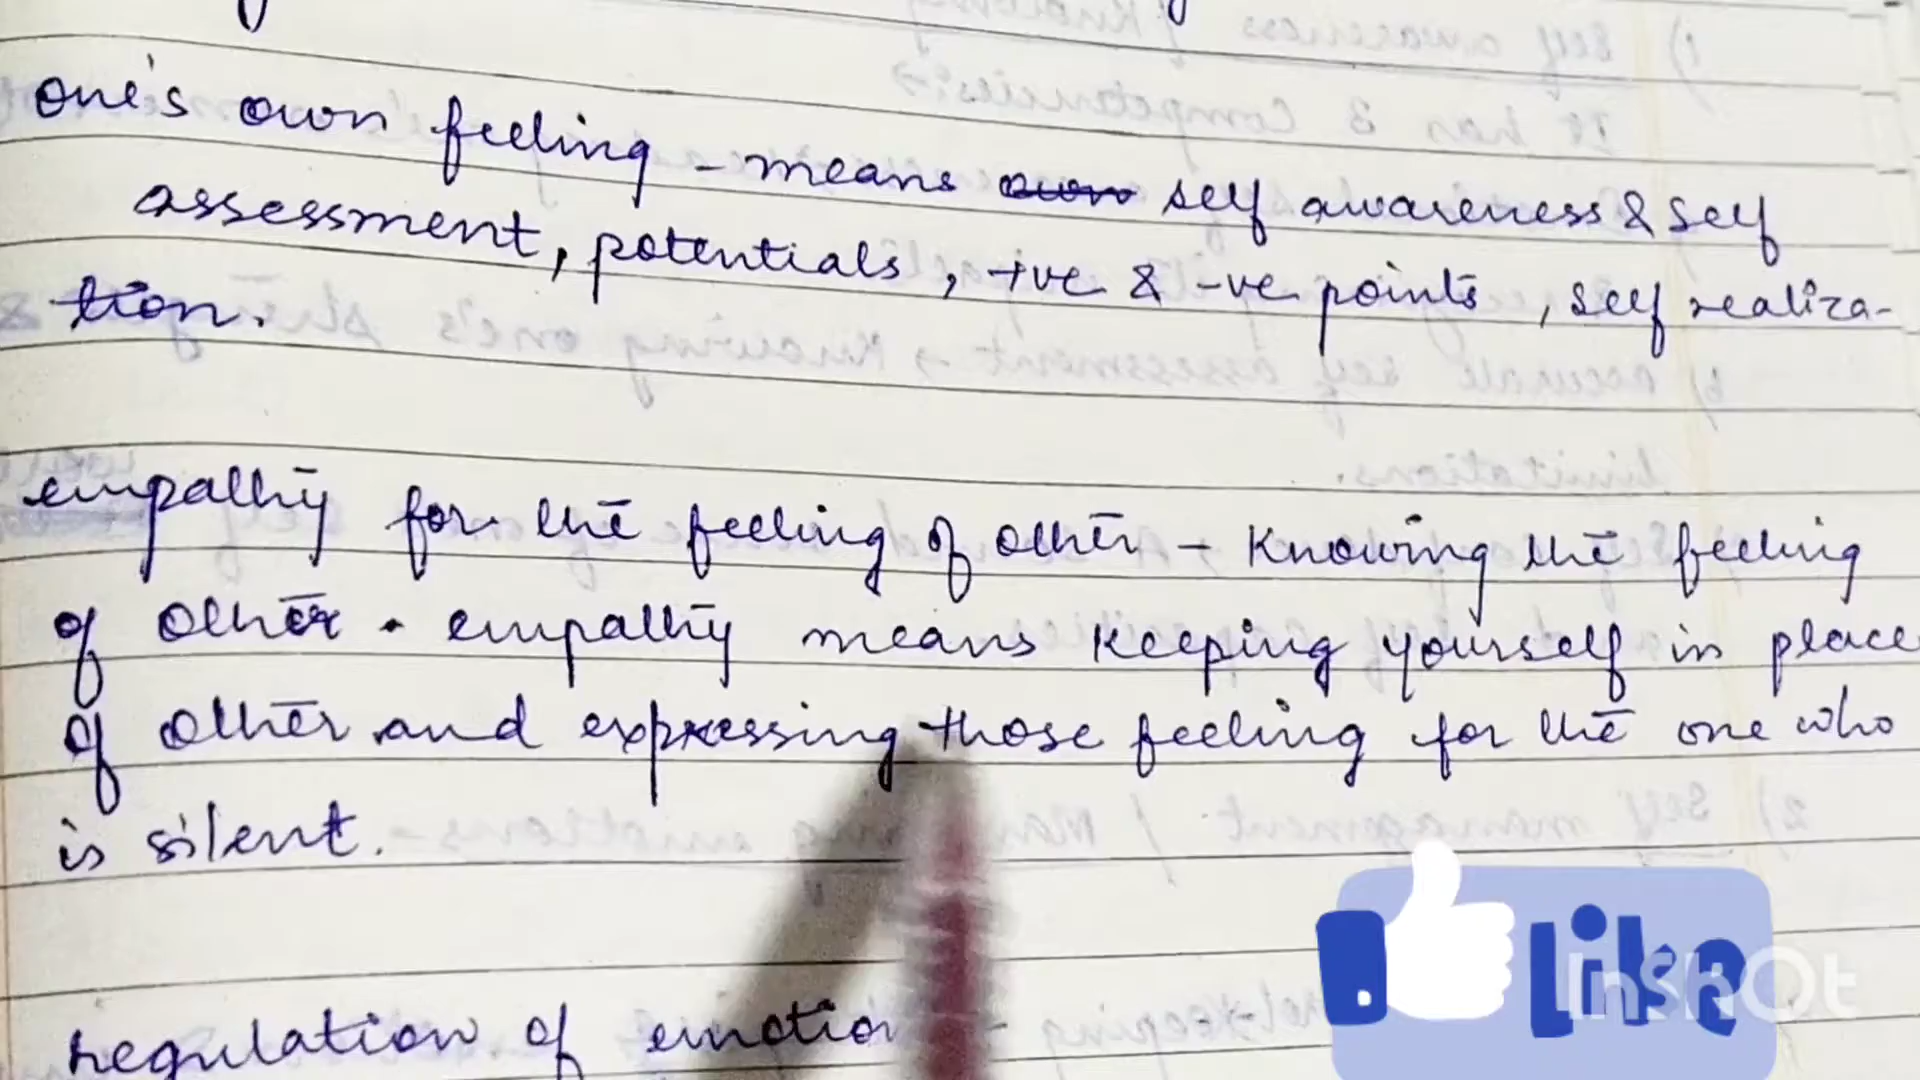 one's own feeling - means own self awareness & self
assessment, potentials, +ve & -ve points, self realiza-
tion.
empathy for the feeling of other - Knowing the feeling
of other. empathy means keeping yourself in place
of other and expressing those feeling for the one who
is silent.
regulation of emotion
Like
InShOt